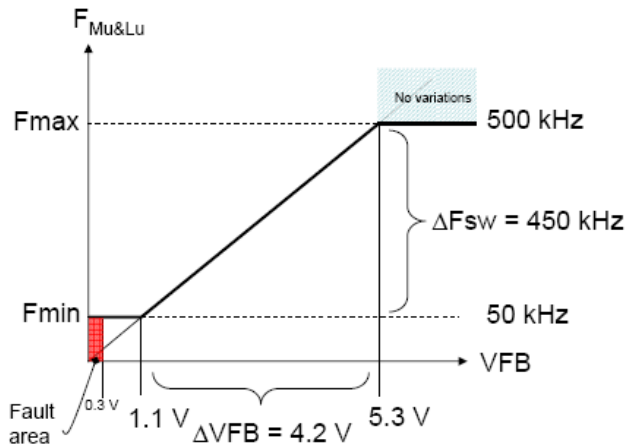 F Mu&Lu
No variations
Fmax
500 kHz
ΔFsw = 450 kHz
Fmin
50 kHz
VFB
0.3 V
1.1 V
5.3 V
Fault
area
ΔVFB = 4.2 V